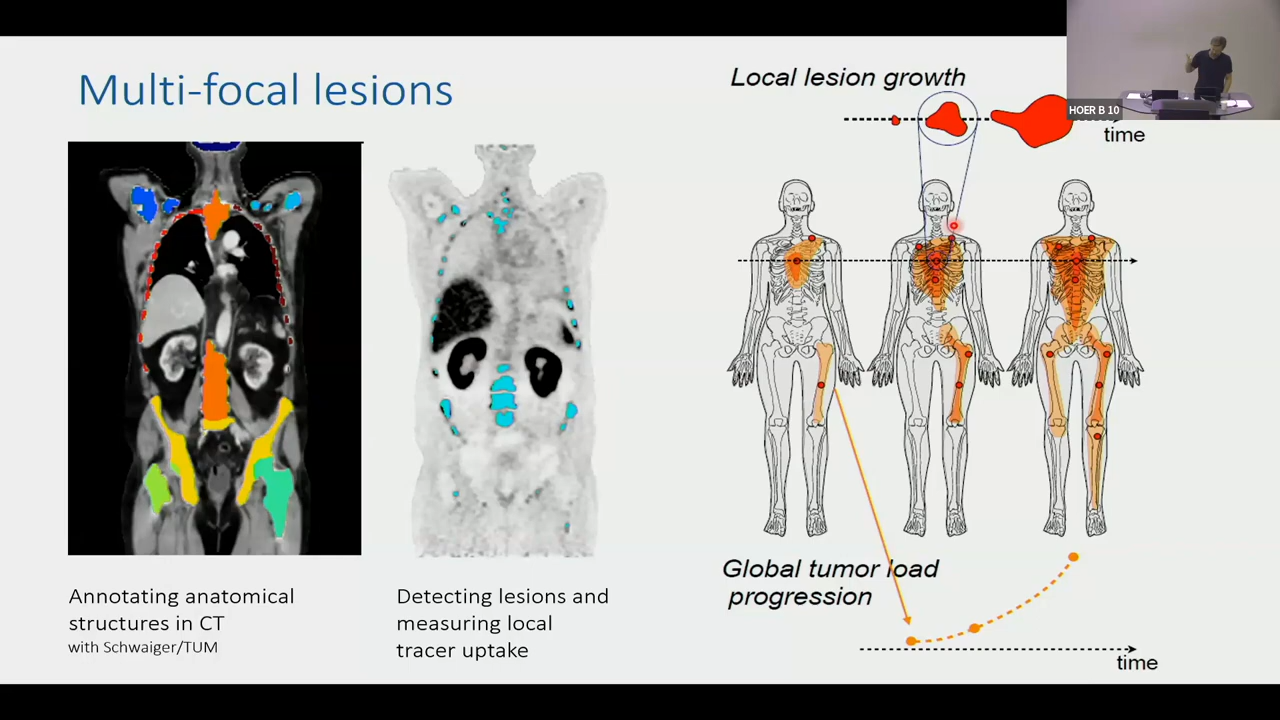 Multi-focal lesions
Local lesion growth
HOER B 10
time
Annotating anatomical
structures in CT
with Schwaiger/TUM
Detecting lesions and
measuring local
tracer uptake
Global tumor load
progression
time